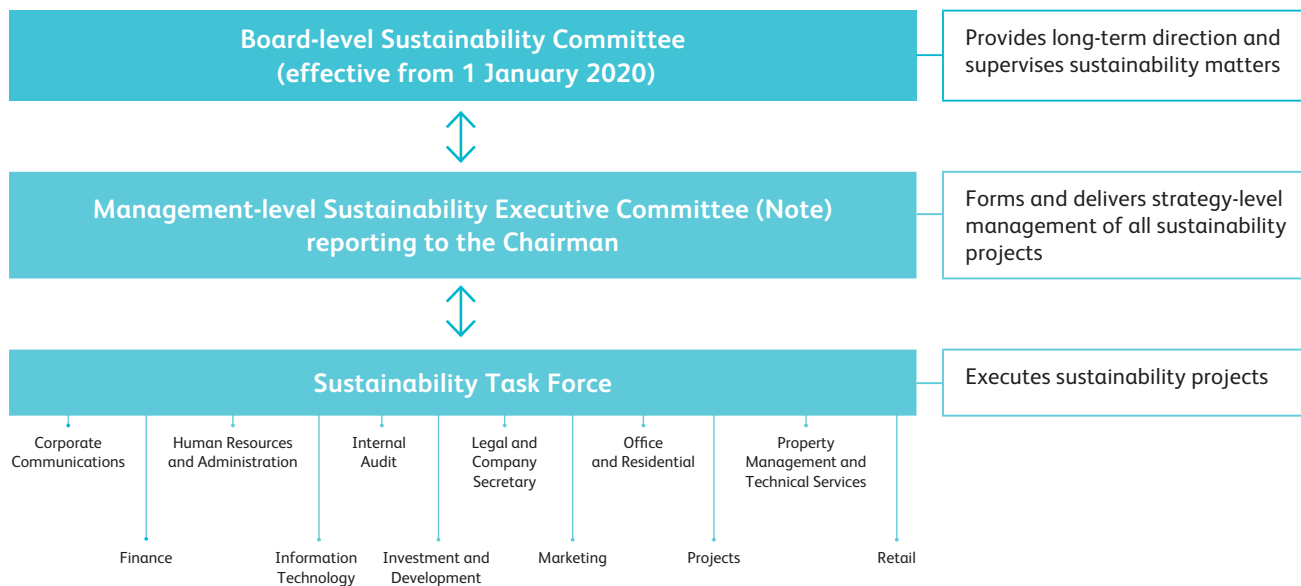 Board-level Sustainability Committee
(effective from 1 January 2020)
Provides long-term direction and
supervises sustainability matters
Management-level Sustainability Executive Committee (Note)
reporting to the Chairman
Forms and delivers strategy-level
management of all sustainability
projects
Sustainability Task Force
Executes sustainability projects
Corporate
Communications
Human Resources
and Administration
Internal
Audit
Legal and
Company
Secretary
Office
and Residential
Property
Management and
Technical Services
Finance
Information
Technology
Investment and
Development
Marketing
Projects
Retail